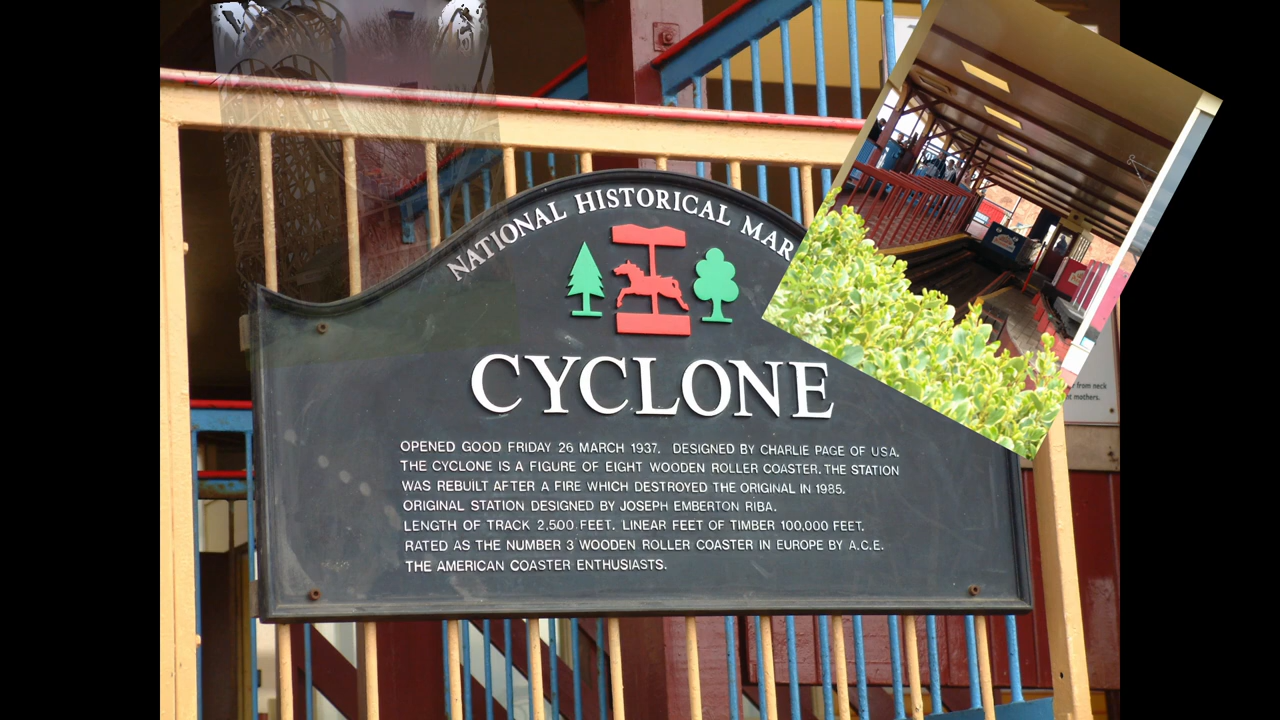 NATIONAL HISTORICAL MAR
CYCLONE
OPENED GOOD FRIDAY 26 MARCH 1937. DESIGNED BY CHARLIE PAGE OF USA.
THE CYCLONE IS A FIGURE OF EIGHT WOODEN ROLLER COASTER. THE STATION
WAS REBUILT AFTER A FIRE WHICH DESTROYED THE ORIGINAL IN 1985.
ORIGINAL STATION DESIGNED BY JOSEPH EMBERTON RIBA.
LENGTH OF TRACK 2,500 FEET. LINEAR FEET OF TIMBER 100,000 FEET.
RATED AS THE NUMBER 3 WOODEN ROLLER COASTER IN EUROPE BY A.C.E.
THE AMERICAN COASTER ENTHUSIASTS.
from neck
mothers.